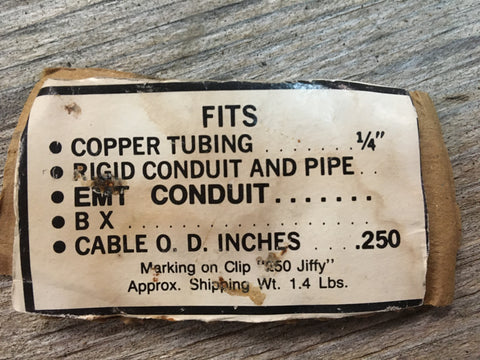 FITS
• COPPER TUBING . . . . . . . 1/4"
• RIGID CONDUIT AND PIPE . .
• EMT CONDUIT . . . . . . .
• B X . . . . . . . . . . . . . . .
• CABLE O. D. INCHES . . . . .250
Marking on Clip "250 Jiffy"
Approx. Shipping Wt. 1.4 Lbs.